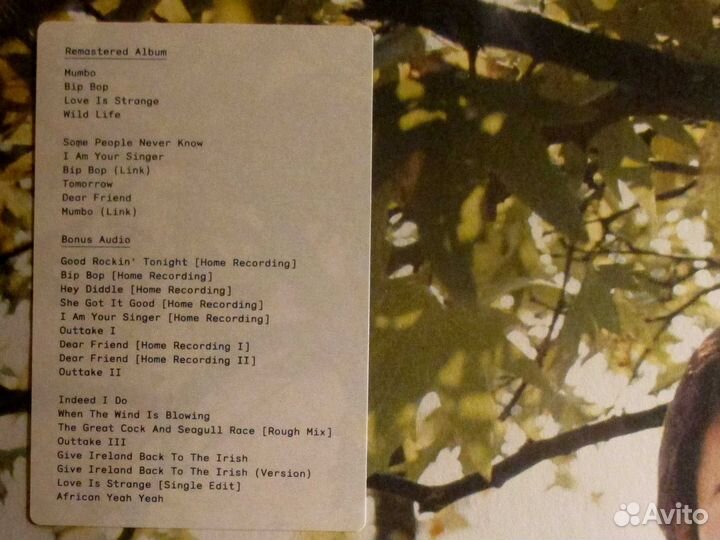 Remastered Album
Mumbo
Bip Bop
Love Is Strange
Wild Life
Some People Never Know
I Am Your Singer
Bip Bop (Link)
Tomorrow
Dear Friend
Mumbo (Link)
Bonus Audio
Good Rockin' Tonight [Home Recording]
Bip Bop [Home Recording]
Hey Diddle [Home Recording]
She Got It Good [Home Recording]
I Am Your Singer [Home Recording]
Outtake I
Dear Friend [Home Recording I]
Dear Friend [Home Recording II]
Outtake II
Indeed I Do
When The Wind Is Blowing
The Great Cock And Seagull Race [Rough Mix]
Outtake III
Give Ireland Back To The Irish
Give Ireland Back To The Irish (Version)
Love Is Strange [Single Edit]
African Yeah Yeah
Avito